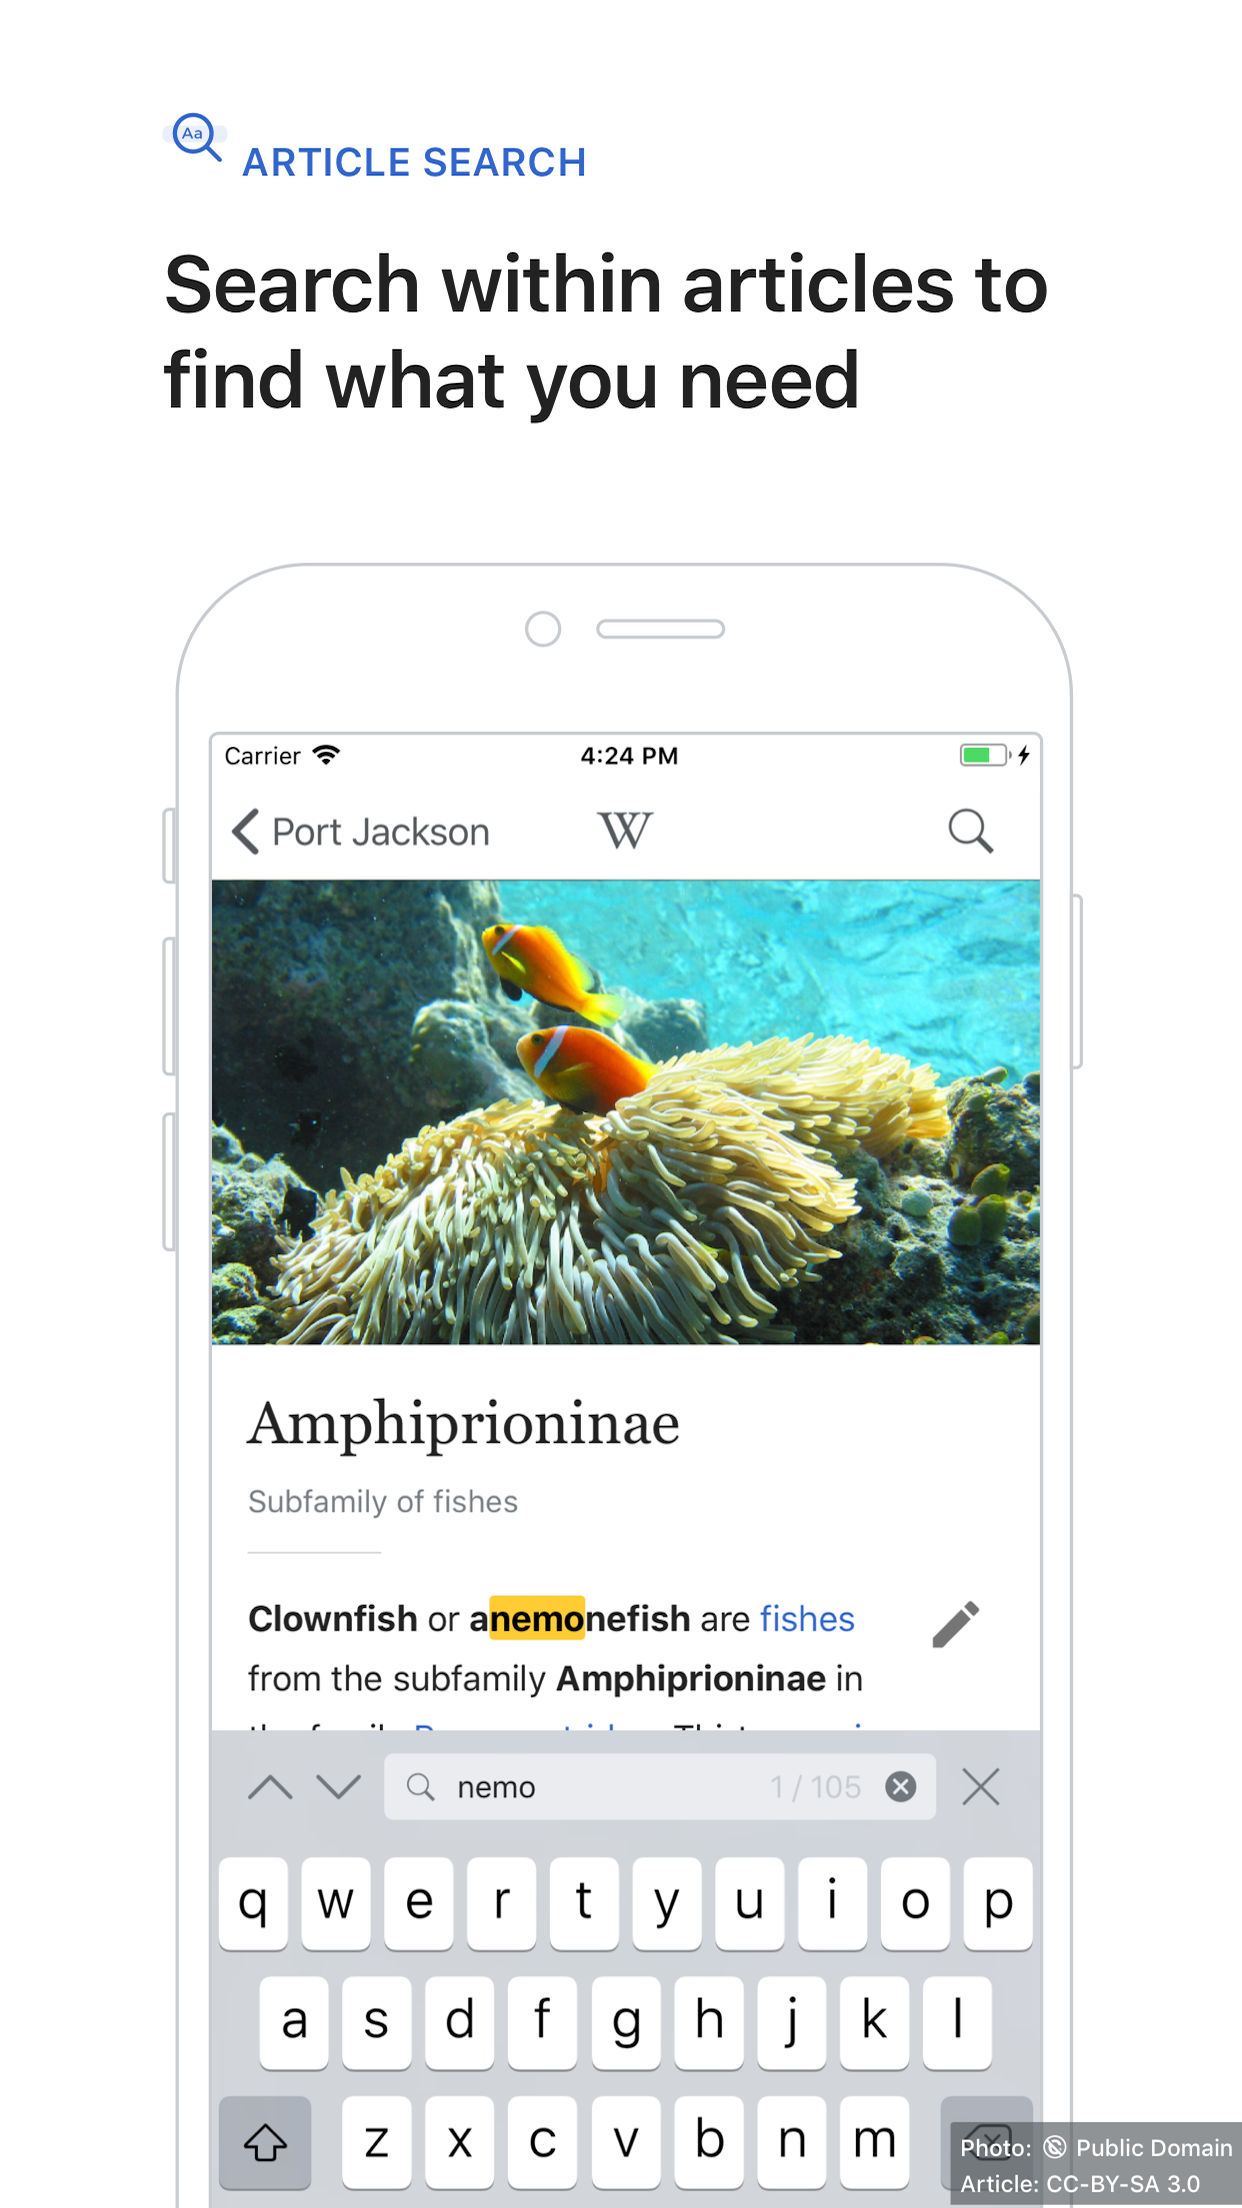 Aa
ARTICLE SEARCH
Search within articles to
find what you need
Carrier 4:24 PM
Port Jackson W
Amphiprioninae
Subfamily of fishes
Clownfish or anemonefish are fishes
from the subfamily Amphiprioninae in
nemo 1 / 105
q w e r t y u i o p
a s d f g h j k l
z x c v b n m
Photo: Public Domain
Article: CC-BY-SA 3.0